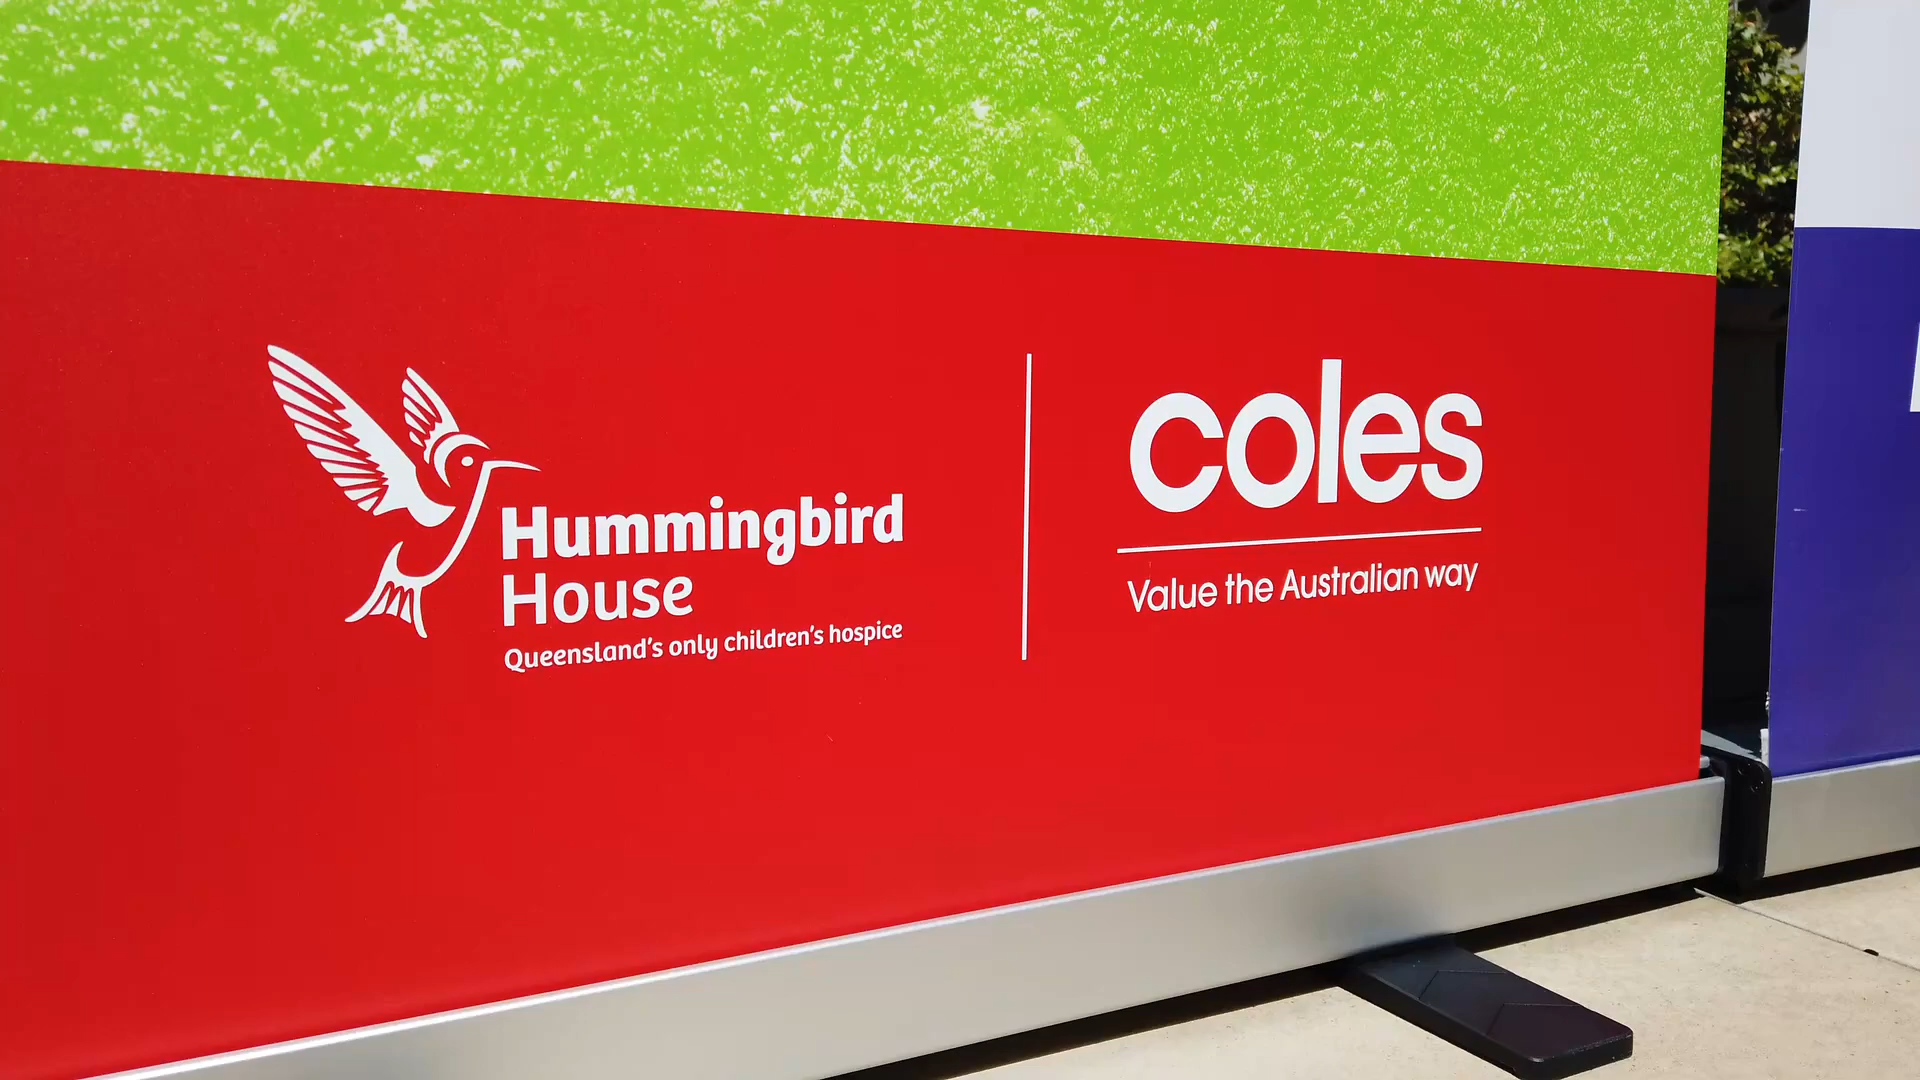 Hummingbird
House
Queensland's only children's hospice
coles
Value the Australian way